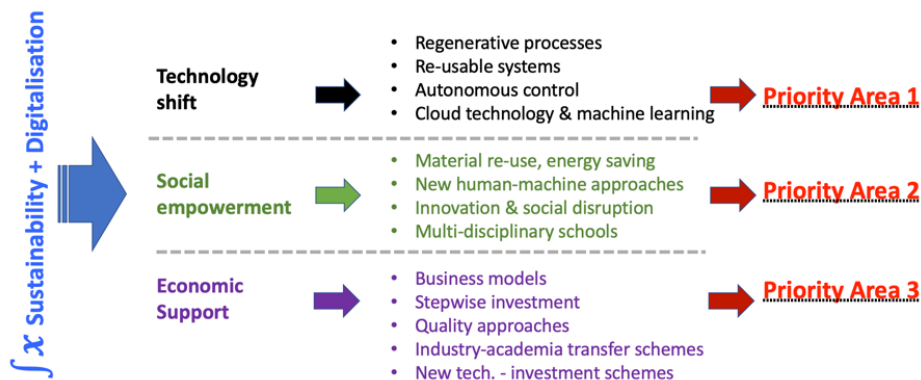 ∫ x Sustainability + Digitalisation
Technology
shift
• Regenerative processes
• Re-usable systems
• Autonomous control
• Cloud technology & machine learning
Priority Area 1
Social
empowerment
• Material re-use, energy saving
• New human-machine approaches
• Innovation & social disruption
• Multi-disciplinary schools
Priority Area 2
Economic
Support
• Business models
• Stepwise investment
• Quality approaches
• Industry-academia transfer schemes
• New tech. - investment schemes
Priority Area 3